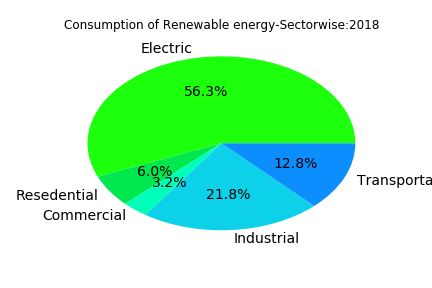 Consumption of Renewable energy-Sectorwise:2018
Electric
56.3%
6.0%
3.2%
12.8%
21.8%
Resedential
Commercial
Transporta
Industrial